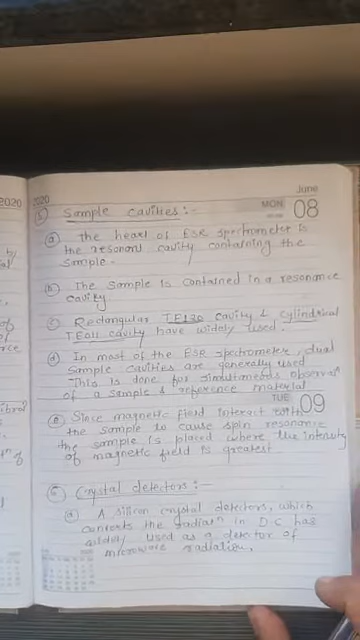 2020
2020
June
MON 08
⑤ Sample cavities :-
ⓐ The heart of ESR spectrometer is
the resonant cavity containing the
sample.
ⓑ The sample is contained in a resonance
cavity
ⓒ Rectangular TE120 cavity & cylindrical
TE011 cavity have widely used.
ⓓ In most of the ESR spectrometer, dual
sample cavities are generally used
This is done for simultaneous observatⁿ
of a sample & reference material
TUE 09
ⓔ Since magnetic field interact with
the sample to cause spin resonance
the sample is placed where the intensity
of magnetic field is greatest
⑥ Crystal detectors :-
ⓐ A silicon crystal detectors, which
converts the radiatⁿ in D.C has
widely used as a detector of
microwave radiation.